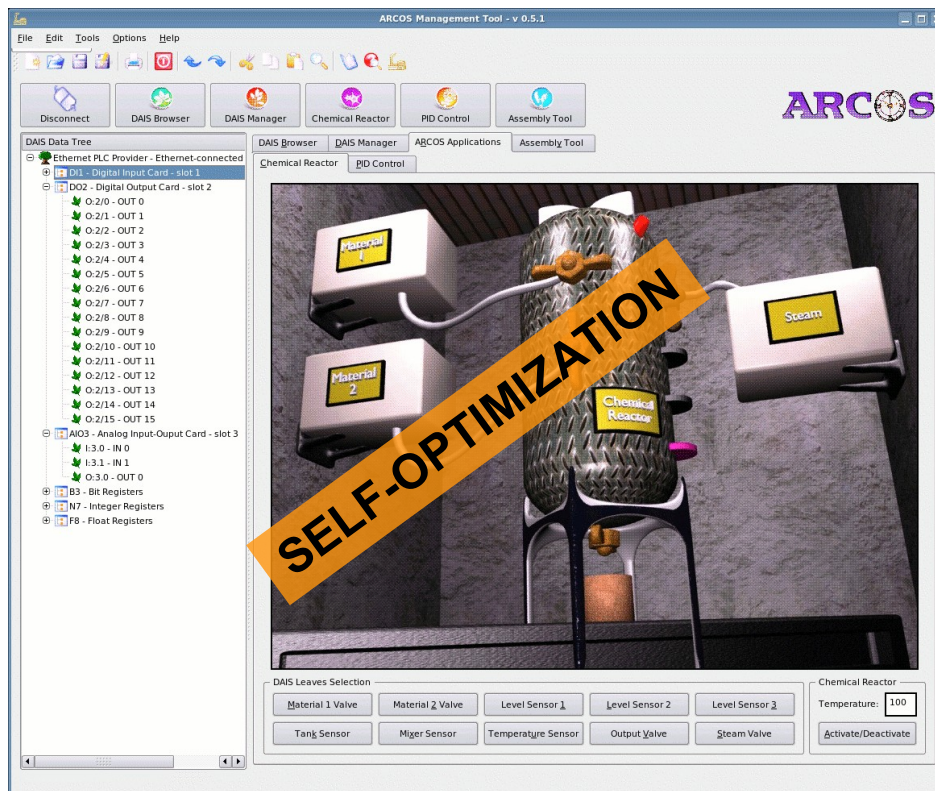 ARCOS Management Tool - v 0.5.1
File Edit Tools Options Help
Disconnect DAIS Browser DAIS Manager Chemical Reactor PID Control Assembly Tool
ARCOS
DAIS Data Tree
Ethernet PLC Provider - Ethernet-connected
DI1 - Digital Input Card - slot 1
DO2 - Digital Output Card - slot 2
O:2/0 - OUT 0
O:2/1 - OUT 1
O:2/2 - OUT 2
O:2/3 - OUT 3
O:2/4 - OUT 4
O:2/5 - OUT 5
O:2/6 - OUT 6
O:2/7 - OUT 7
O:2/8 - OUT 8
O:2/9 - OUT 9
O:2/10 - OUT 10
O:2/11 - OUT 11
O:2/12 - OUT 12
O:2/13 - OUT 13
O:2/14 - OUT 14
O:2/15 - OUT 15
AIO3 - Analog Input-Ouput Card - slot 3
I:3.0 - IN 0
I:3.1 - IN 1
O:3.0 - OUT 0
B3 - Bit Registers
N7 - Integer Registers
F8 - Float Registers
DAIS Browser DAIS Manager ARCOS Applications Assembly Tool
Chemical Reactor PID Control
Material
1
Material
2
Steam
Chemical
Reactor
SELF-OPTIMIZATION
DAIS Leaves Selection
Material 1 Valve Material 2 Valve Level Sensor 1 Level Sensor 2 Level Sensor 3
Tank Sensor Mixer Sensor Temperature Sensor Output Valve Steam Valve
Chemical Reactor
Temperature: 100
Activate/Deactivate